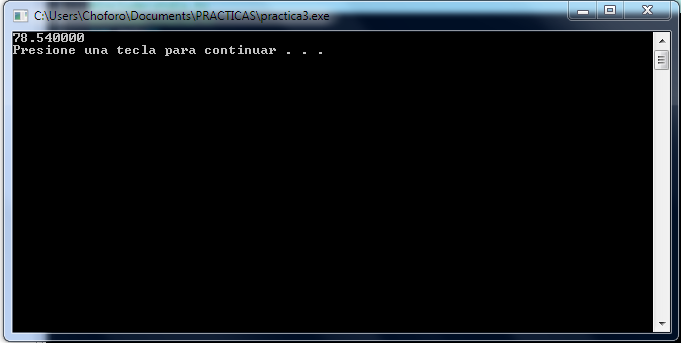 C:\Users\Choforo\Documents\PRACTICAS\practica3.exe
78.540000
Presione una tecla para continuar . . .